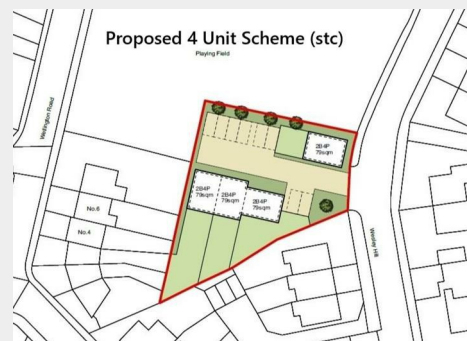 Proposed 4 Unit Scheme (stc)
Playing Field
Wellington Road
2B4P
79sqm
2B4P
79sqm
2B4P
79sqm
2B4P
79sqm
No.6
No.4
Wesley Hill